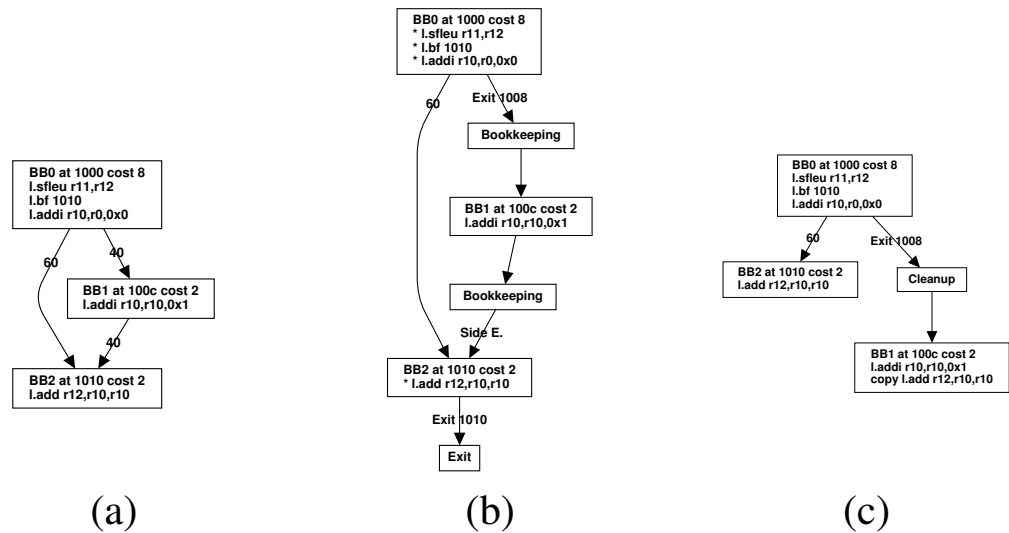 BB0 at 1000 cost 8
l.sfleu r11,r12
l.bf 1010
l.addi r10,r0,0x0
60
40
BB1 at 100c cost 2
l.addi r10,r10,0x1
40
BB2 at 1010 cost 2
l.add r12,r10,r10
(a)
BB0 at 1000 cost 8
* l.sfleu r11,r12
* l.bf 1010
* l.addi r10,r0,0x0
60
Exit 1008
Bookkeeping
BB1 at 100c cost 2
l.addi r10,r10,0x1
Bookkeeping
Side E.
BB2 at 1010 cost 2
* l.add r12,r10,r10
Exit 1010
Exit
(b)
BB0 at 1000 cost 8
l.sfleu r11,r12
l.bf 1010
l.addi r10,r0,0x0
60
Exit 1008
BB2 at 1010 cost 2
l.add r12,r10,r10
Cleanup
BB1 at 100c cost 2
l.addi r10,r10,0x1
copy l.add r12,r10,r10
(c)